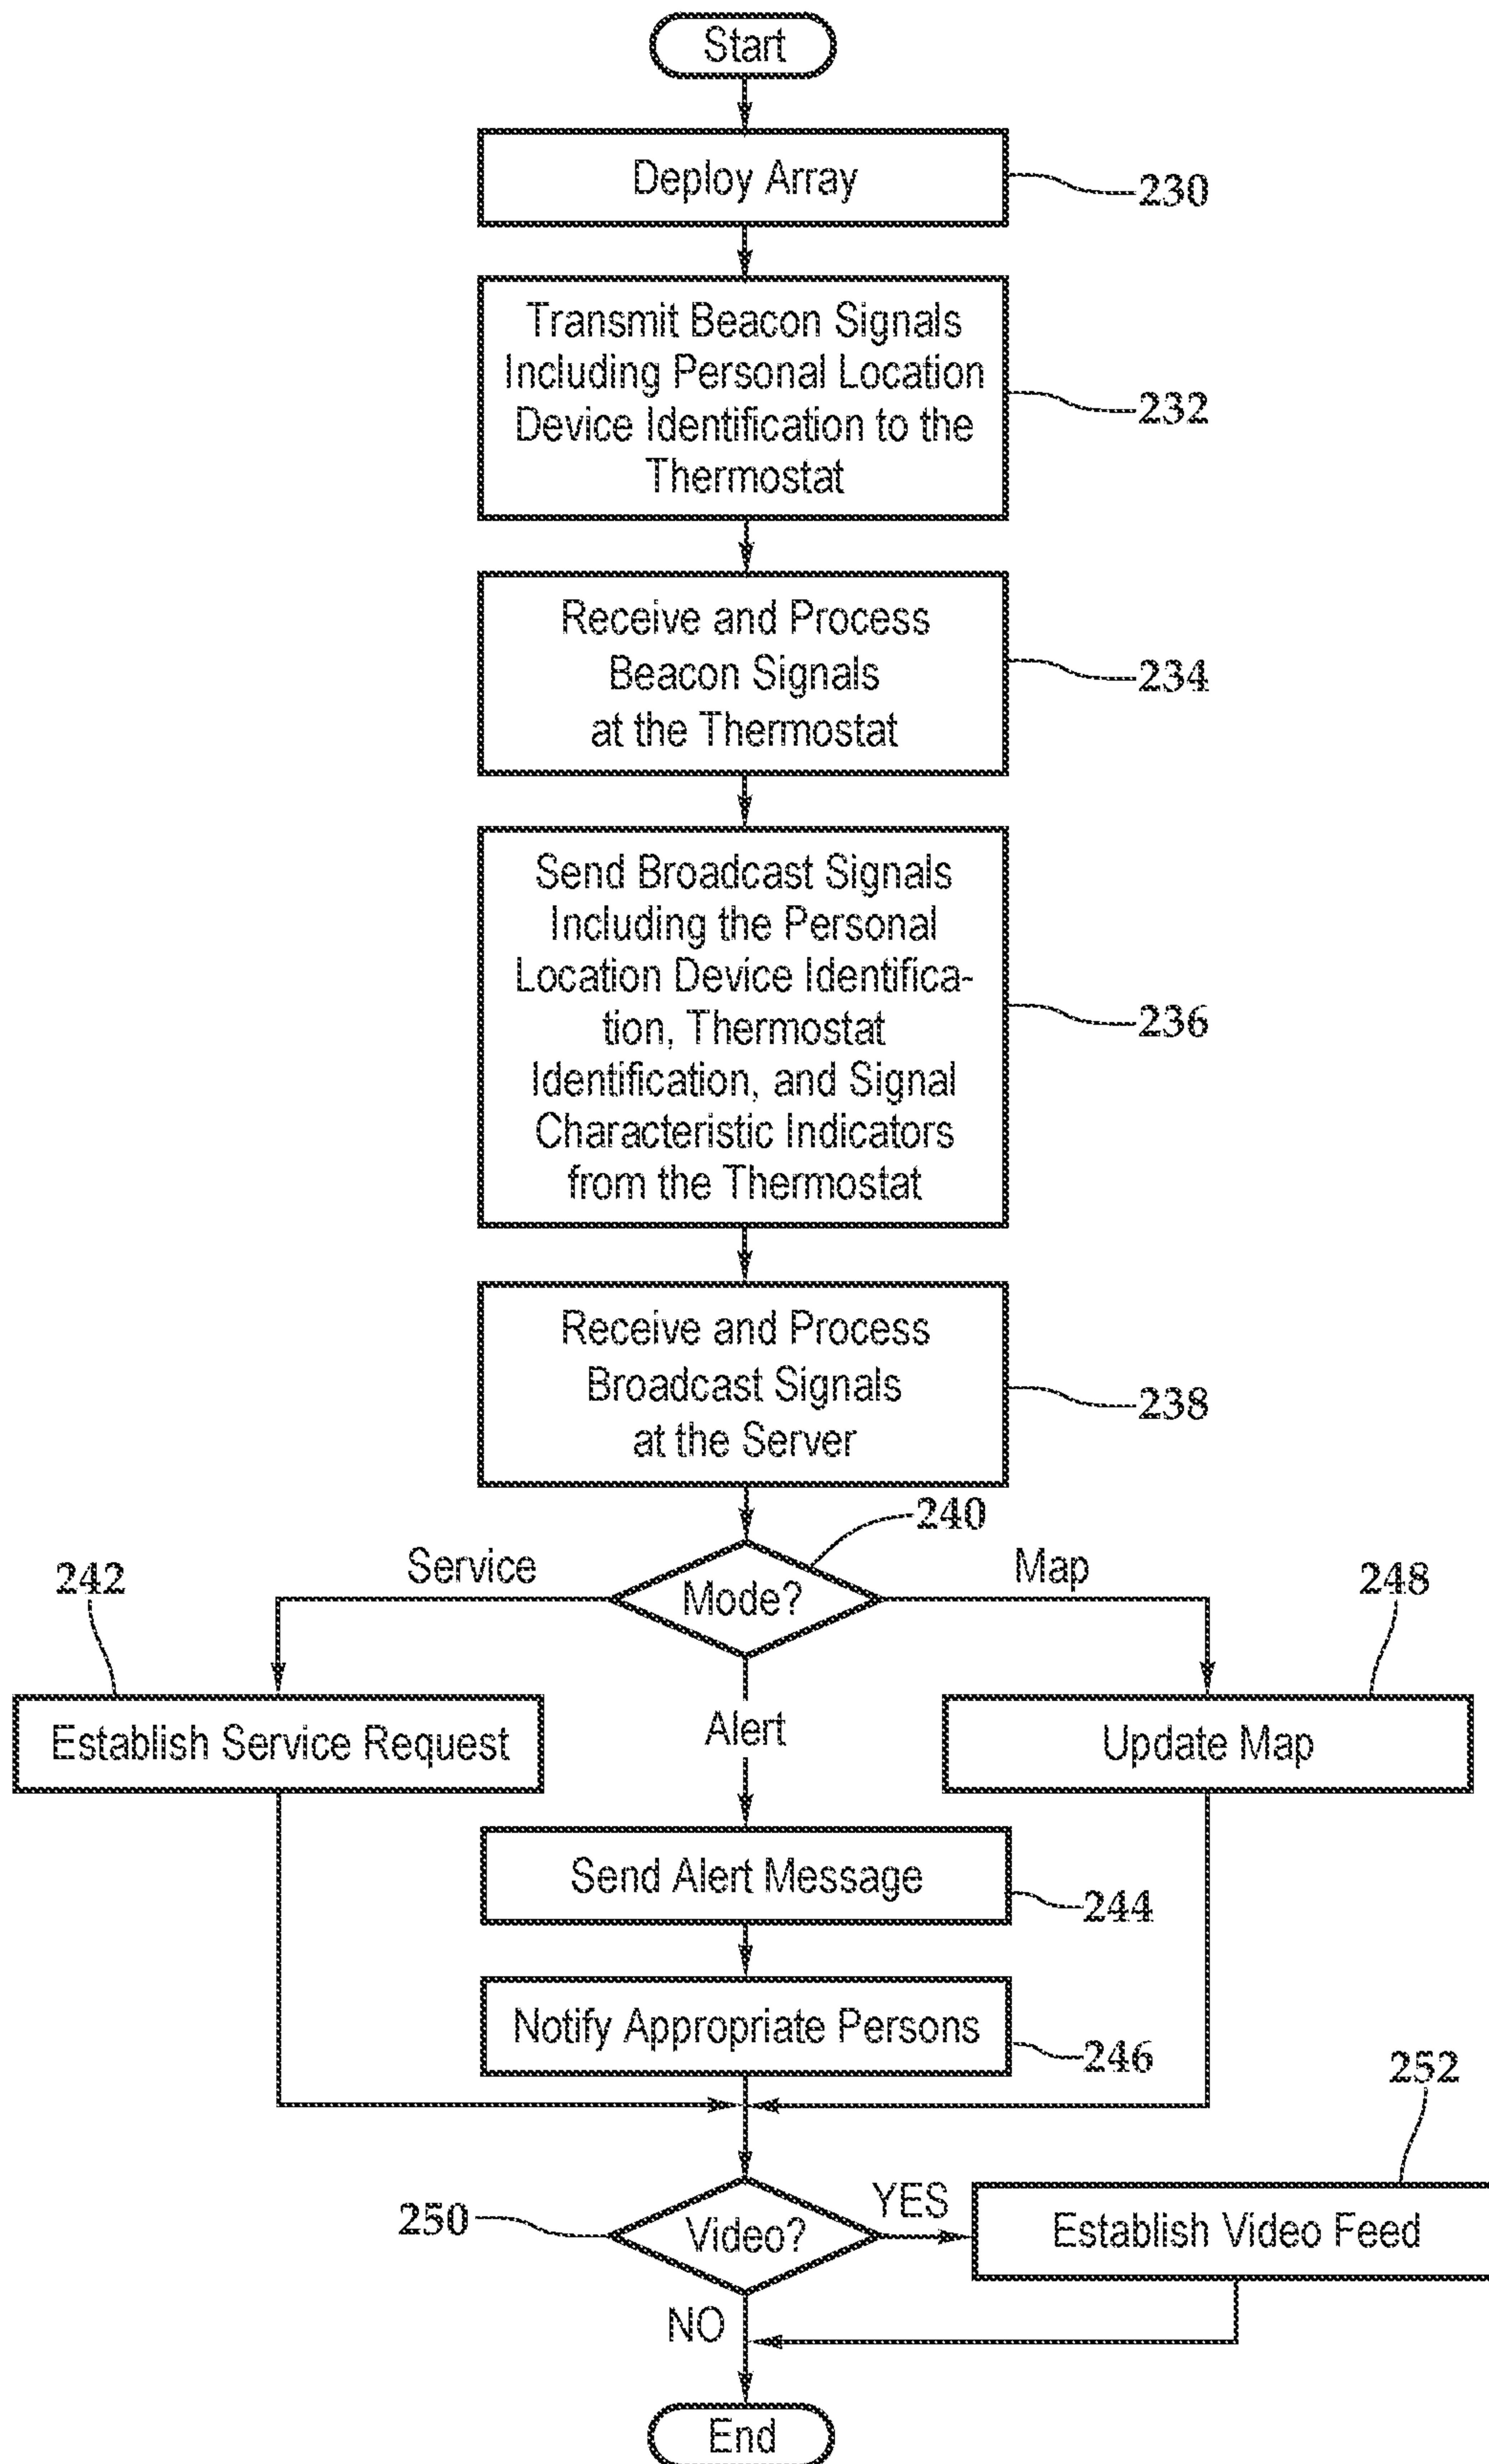 Start
Deploy Array
230
Transmit Beacon Signals
Including Personal Location
Device Identification to the
Thermostat
232
Receive and Process
Beacon Signals
at the Thermostat
234
Send Broadcast Signals
Including the Personal
Location Device Identifica-
tion, Thermostat
Identification, and Signal
Characteristic Indicators
from the Thermostat
236
Receive and Process
Broadcast Signals
at the Server
238
240
Mode?
Service
Map
242
248
Establish Service Request
Alert
Update Map
Send Alert Message
244
Notify Appropriate Persons
246
252
250
Video?
YES
Establish Video Feed
NO
End